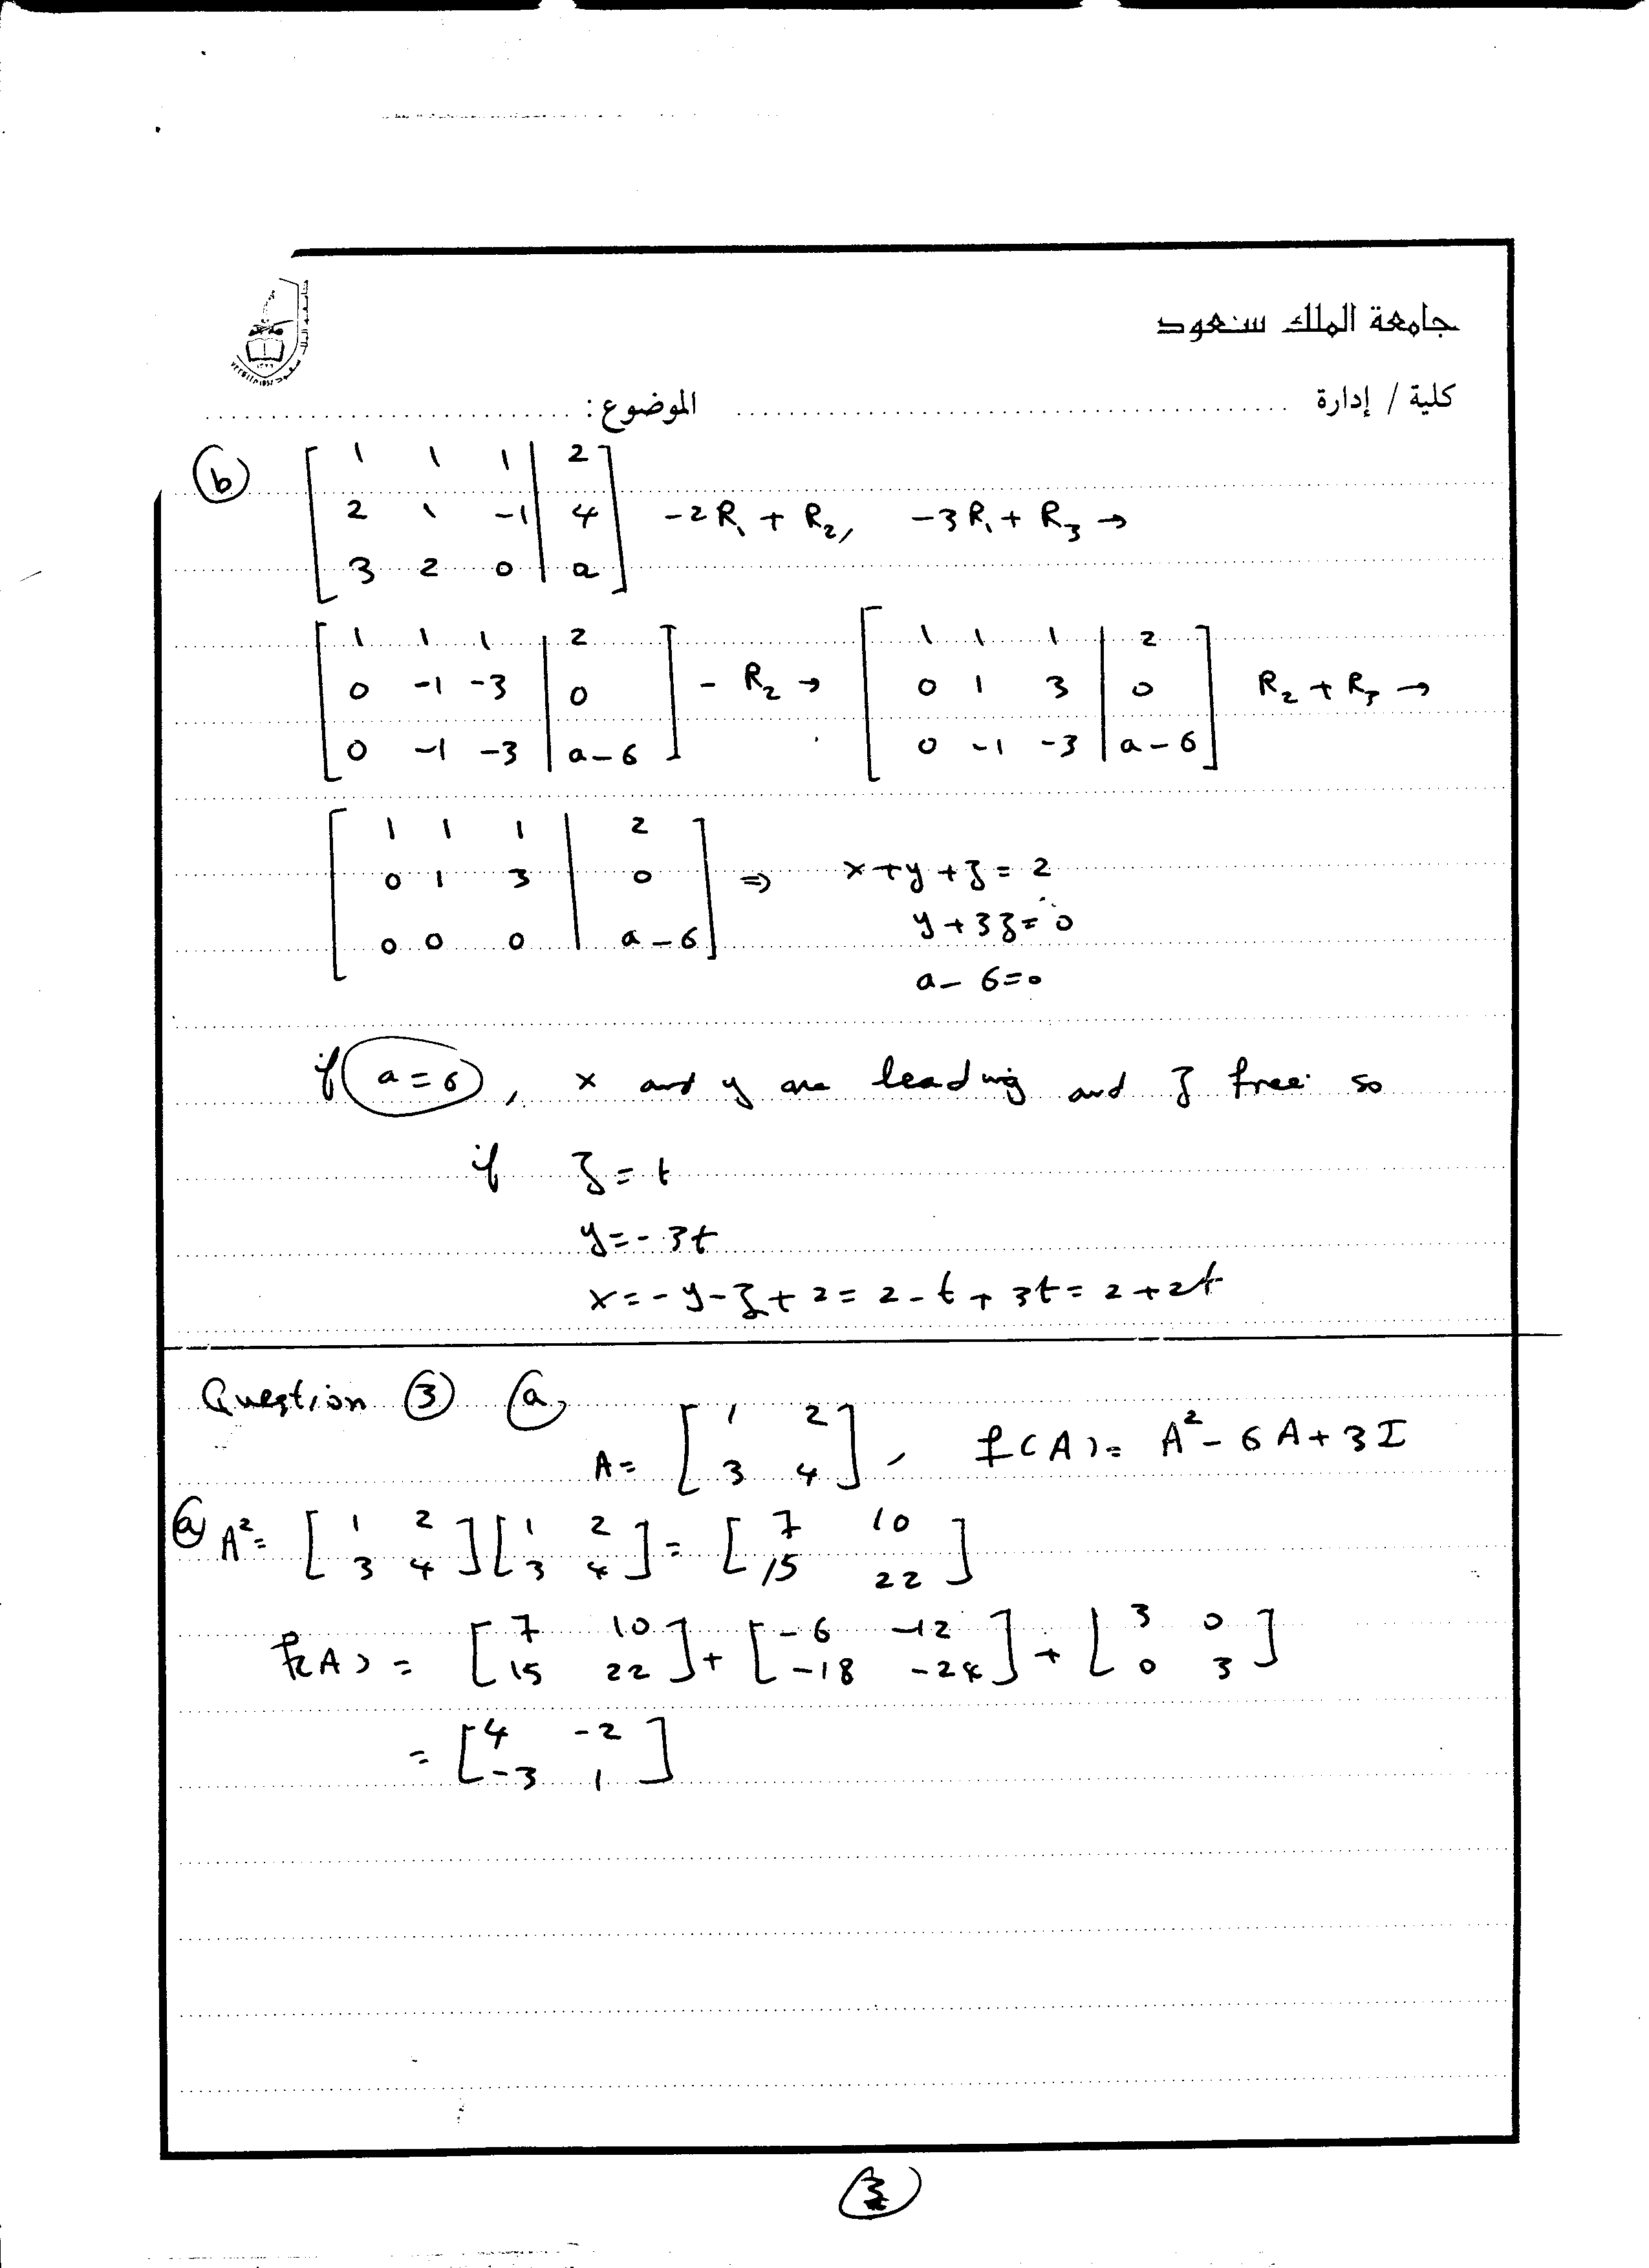 جامعة الملك سعود
كلية / إدارة ........................ الموضوع: ........................
(b) [ 1 1 1 | 2 ]
[ 2 1 -1 | 4 ] -2R₁ + R₂, -3R₁ + R₃ →
[ 3 2 0 | a ]
[ 1 1 1 | 2 ] [ 1 1 1 | 2 ]
[ 0 -1 -3 | 0 ] - R₂ → [ 0 1 3 | 0 ] R₂ + R₃ →
[ 0 -1 -3 | a-6 ] [ 0 -1 -3 | a-6 ]
[ 1 1 1 | 2 ]
[ 0 1 3 | 0 ] ⇒ x+y+z = 2
y+3z = 0
[ 0 0 0 | a-6 ]
a-6=0
if a=6, x and y are leading and z free so
if z = t
y = -3t
x = -y-z+2 = 2-t+3t = 2+2t
Question (3) (a)
A = [ 1 2 ; 3 4 ], f(A) = A² - 6A + 3I
(a) A² = [ 1 2 ; 3 4 ][ 1 2 ; 3 4 ] = [ 7 10 ; 15 22 ]
f(A) = [ 7 10 ; 15 22 ] + [ -6 -12 ; -18 -24 ] + [ 3 0 ; 0 3 ]
= [ 4 -2 ; -3 1 ]
(3)